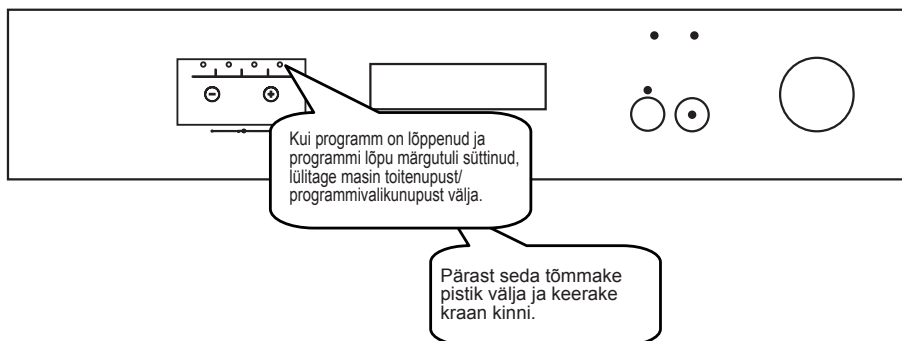 Kui programm on lõppenud ja
programmi lõpu märgutuli süttinud,
lülitage masin toitenupust/
programmivalikunupust välja.
Pärast seda tõmmake
pistik välja ja keerake
kraan kinni.